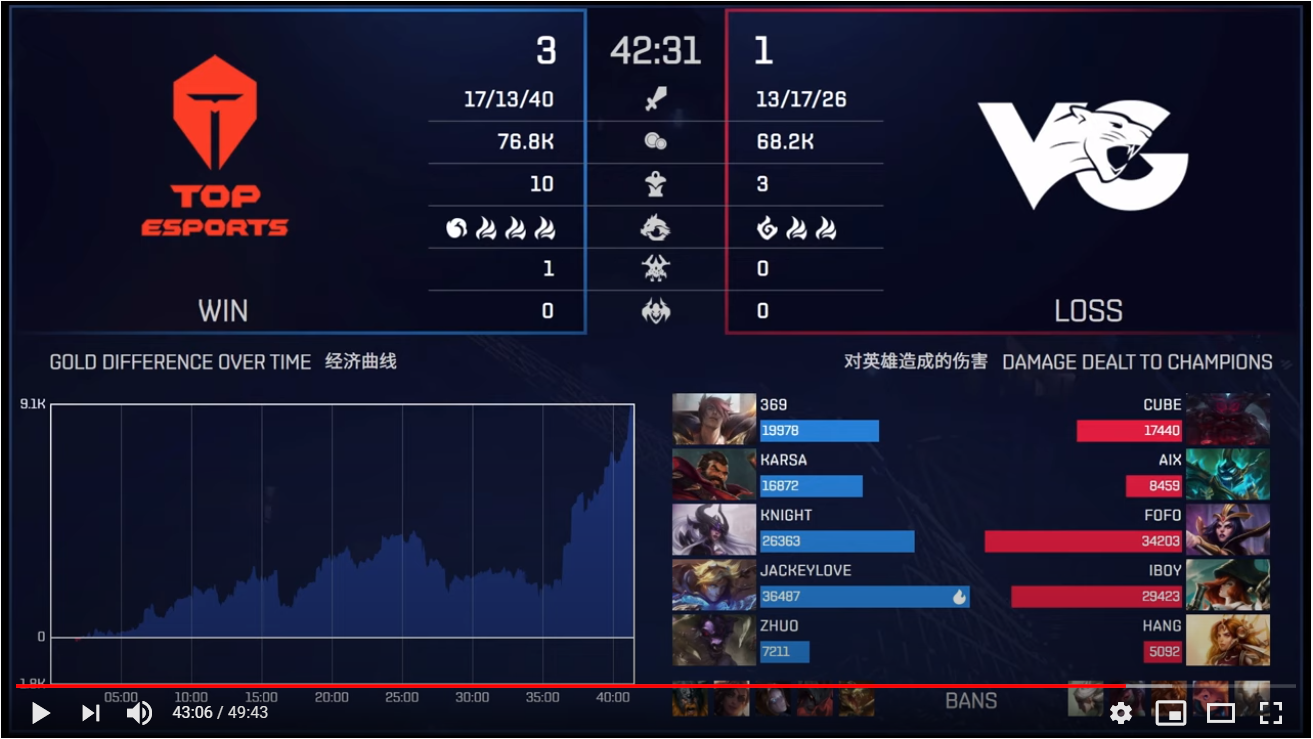 3 42:31 1
17/13/40 13/17/26
76.8K 68.2K
10 3
TOP
ESPORTS
VG
1 0
0 0
WIN LOSS
GOLD DIFFERENCE OVER TIME 经济曲线
对英雄造成的伤害 DAMAGE DEALT TO CHAMPIONS
9.1K
0
1.8K
05:00 10:00 15:00 20:00 25:00 30:00 35:00 40:00
369 CUBE
19978 17440
KARSA AIX
16872 8459
KNIGHT FOFO
26363 34203
JACKEYLOVE IBOY
36487 29423
ZHUO HANG
7211 5092
BANS
43:06 / 49:43